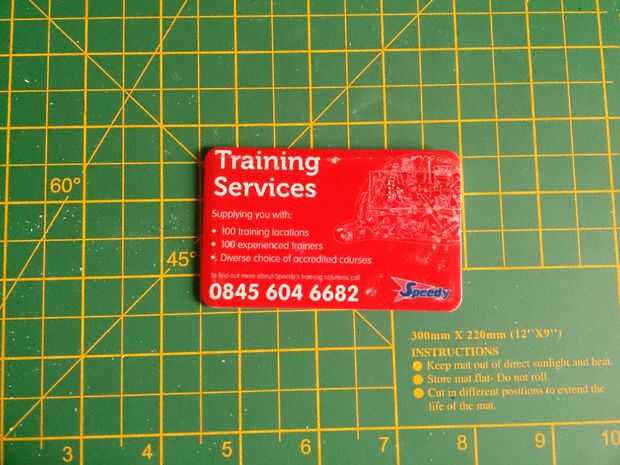 Training
Services
Supplying you with:
• 100 training locations
• 100 experienced trainers
• Diverse choice of accredited courses
To find out more about Speedy's training solutions call
0845 604 6682
Speedy
60°
45°
300mm X 220mm (12''X9'')
INSTRUCTIONS
Keep mat out of direct sunlight and heat.
Store mat flat- Do not roll.
Cut in different positions to extend the
life of the mat.
3 4 5 6 7 8 9 10